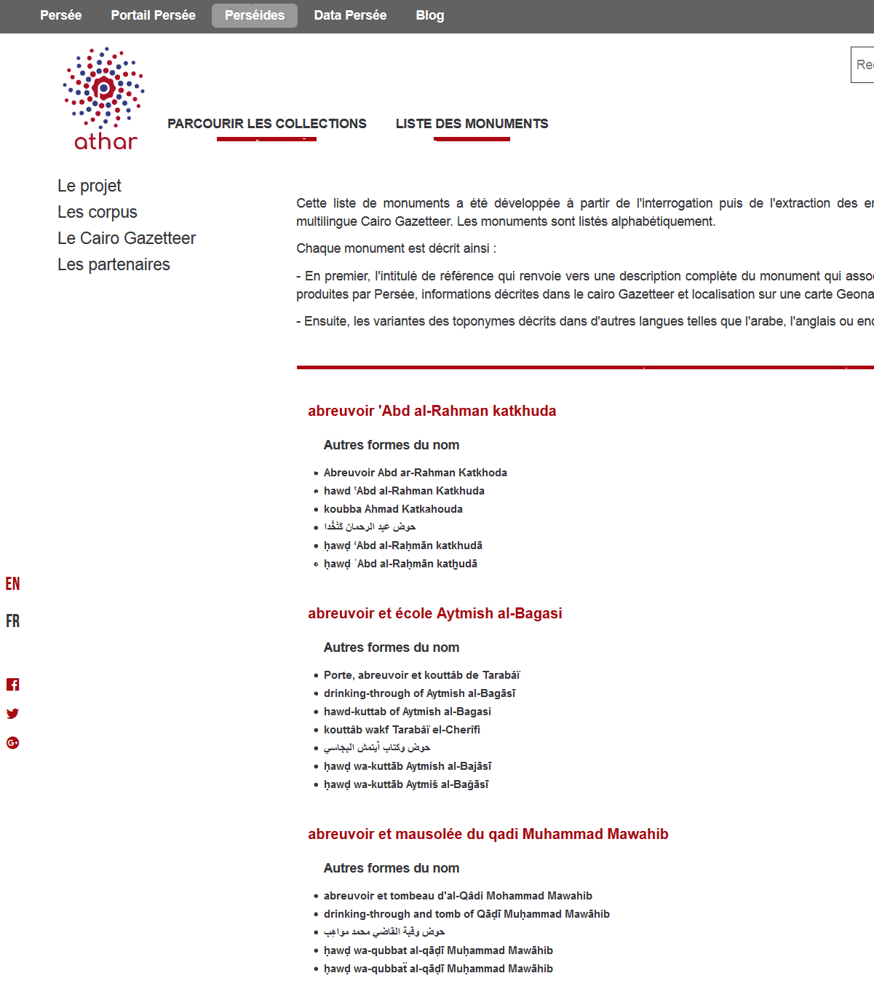 Persée Portail Persée Perséides Data Persée Blog
Rec
athar
PARCOURIR LES COLLECTIONS LISTE DES MONUMENTS
Le projet
Les corpus
Le Cairo Gazetteer
Les partenaires
Cette liste de monuments a été développée à partir de l'interrogation puis de l'extraction des en
multilingue Cairo Gazetteer. Les monuments sont listés alphabétiquement.
Chaque monument est décrit ainsi :
- En premier, l'intitulé de référence qui renvoie vers une description complète du monument qui asso
produites par Persée, informations décrites dans le cairo Gazetteer et localisation sur une carte Geona
- Ensuite, les variantes des toponymes décrits dans d'autres langues telles que l'arabe, l'anglais ou enc
abreuvoir 'Abd al-Rahman katkhuda
Autres formes du nom
Abreuvoir Abd ar-Rahman Katkhoda
hawd ʿAbd al-Rahman Katkhuda
koubba Ahmad Katkahouda
حوض عبد الرحمان كَتْخُدا
ḥawḍ ʻAbd al-Raḥmān katkhudā
ḥawḍ ʿAbd al-Raḥmān katẖudā
abreuvoir et école Aytmish al-Bagasi
Autres formes du nom
Porte, abreuvoir et kouttâb de Tarabâï
drinking-through of Aytmish al-Bagāsī
hawd-kuttab of Aytmish al-Bagasi
kouttâb wakf Tarabâï el-Cherîfi
حوض وكتاب أيتمش البجاسي
ḥawḍ wa-kuttāb Aytmish al-Bajāsī
ḥawḍ wa-kuttāb Aytmiš al-Baǧāsī
abreuvoir et mausolée du qadi Muhammad Mawahib
Autres formes du nom
abreuvoir et tombeau d'al-Qâdi Mohammad Mawahib
drinking-through and tomb of Qāḍī Muḥammad Mawāhib
حوض وقبة القاضي محمد مواهِب
ḥawḍ wa-qubbat al-qāḍī Muḥammad Mawāhib
ḥawḍ wa-qubbaẗ al-qāḍī Muḥammad Mawāhib
EN
FR